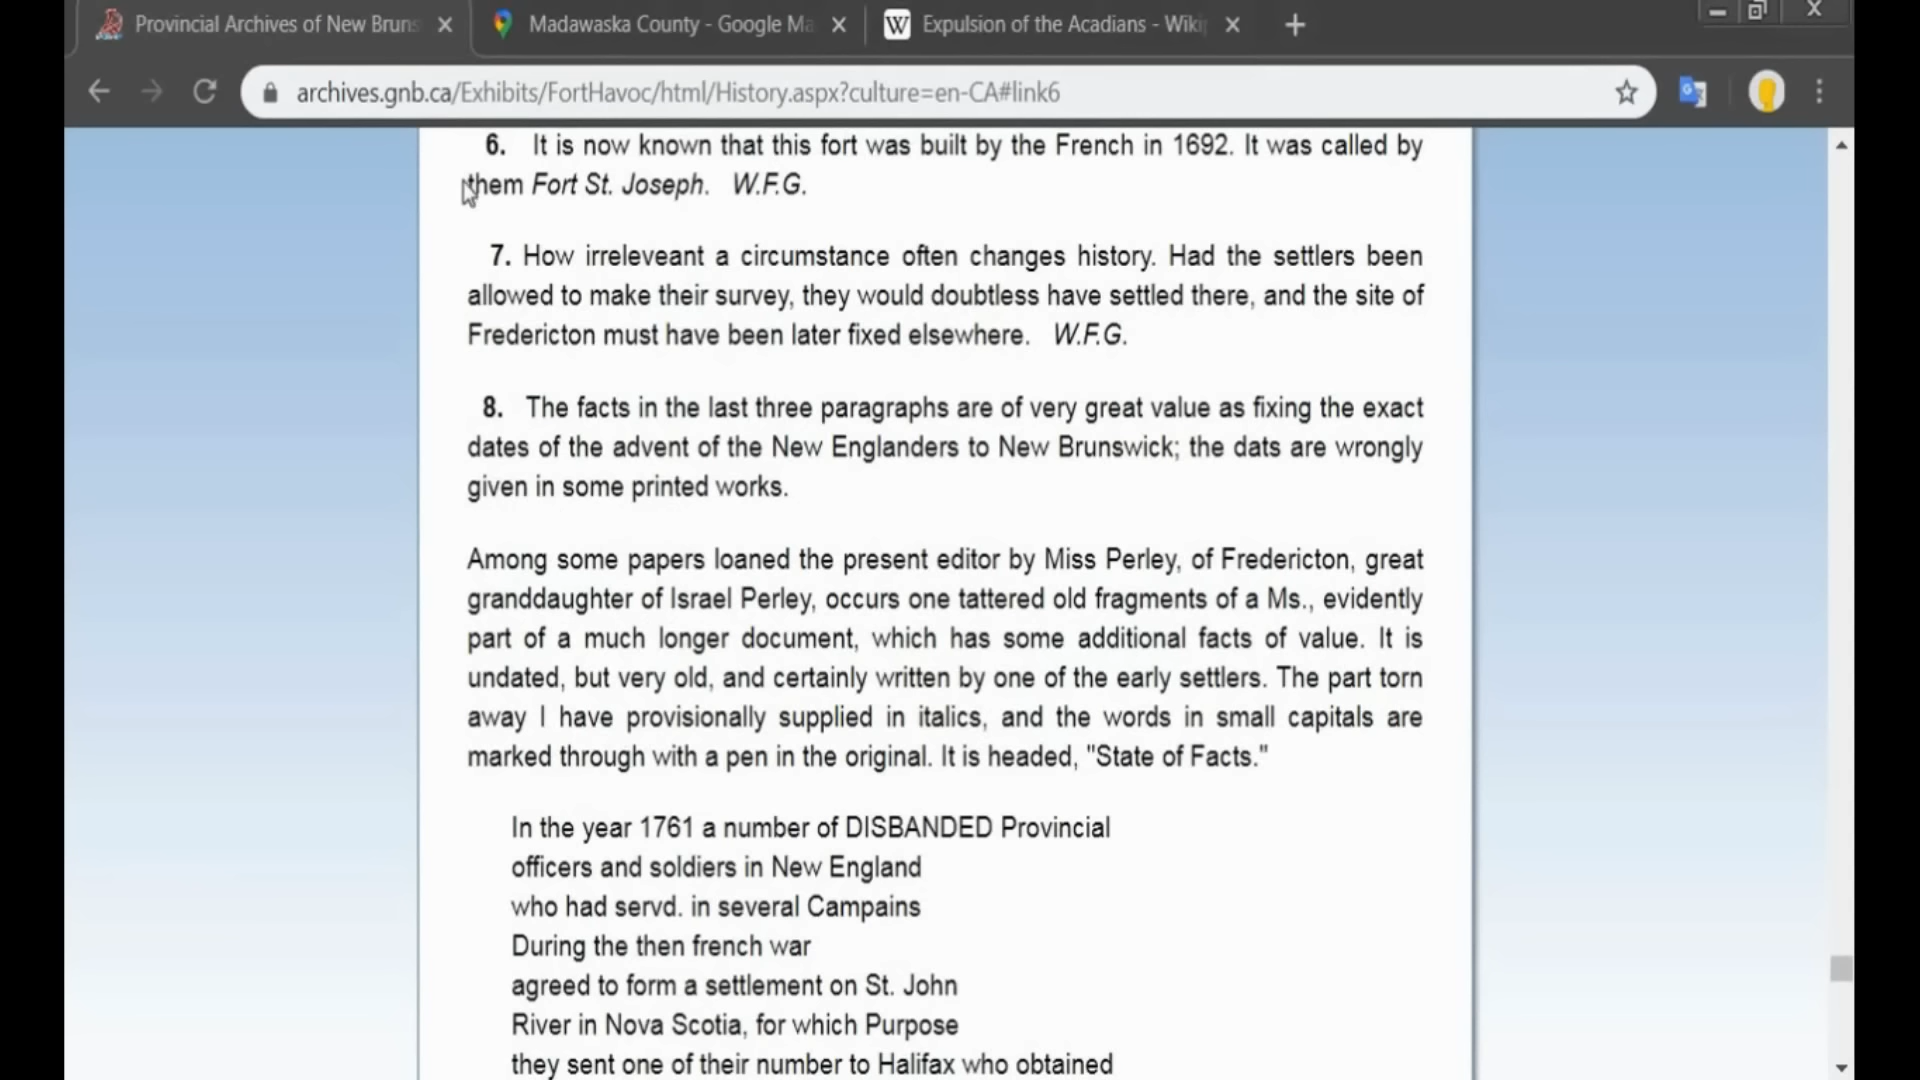 Provincial Archives of New Bruns
Madawaska County - Google Ma
W Expulsion of the Acadians - Wiki
archives.gnb.ca/Exhibits/FortHavoc/html/History.aspx?culture=en-CA#link6
6. It is now known that this fort was built by the French in 1692. It was called by
them Fort St. Joseph. W.F.G.
7. How irreleveant a circumstance often changes history. Had the settlers been
allowed to make their survey, they would doubtless have settled there, and the site of
Fredericton must have been later fixed elsewhere. W.F.G.
8. The facts in the last three paragraphs are of very great value as fixing the exact
dates of the advent of the New Englanders to New Brunswick; the dats are wrongly
given in some printed works.
Among some papers loaned the present editor by Miss Perley, of Fredericton, great
granddaughter of Israel Perley, occurs one tattered old fragments of a Ms., evidently
part of a much longer document, which has some additional facts of value. It is
undated, but very old, and certainly written by one of the early settlers. The part torn
away I have provisionally supplied in italics, and the words in small capitals are
marked through with a pen in the original. It is headed, "State of Facts."
In the year 1761 a number of DISBANDED Provincial
officers and soldiers in New England
who had servd. in several Campains
During the then french war
agreed to form a settlement on St. John
River in Nova Scotia, for which Purpose
they sent one of their number to Halifax who obtained